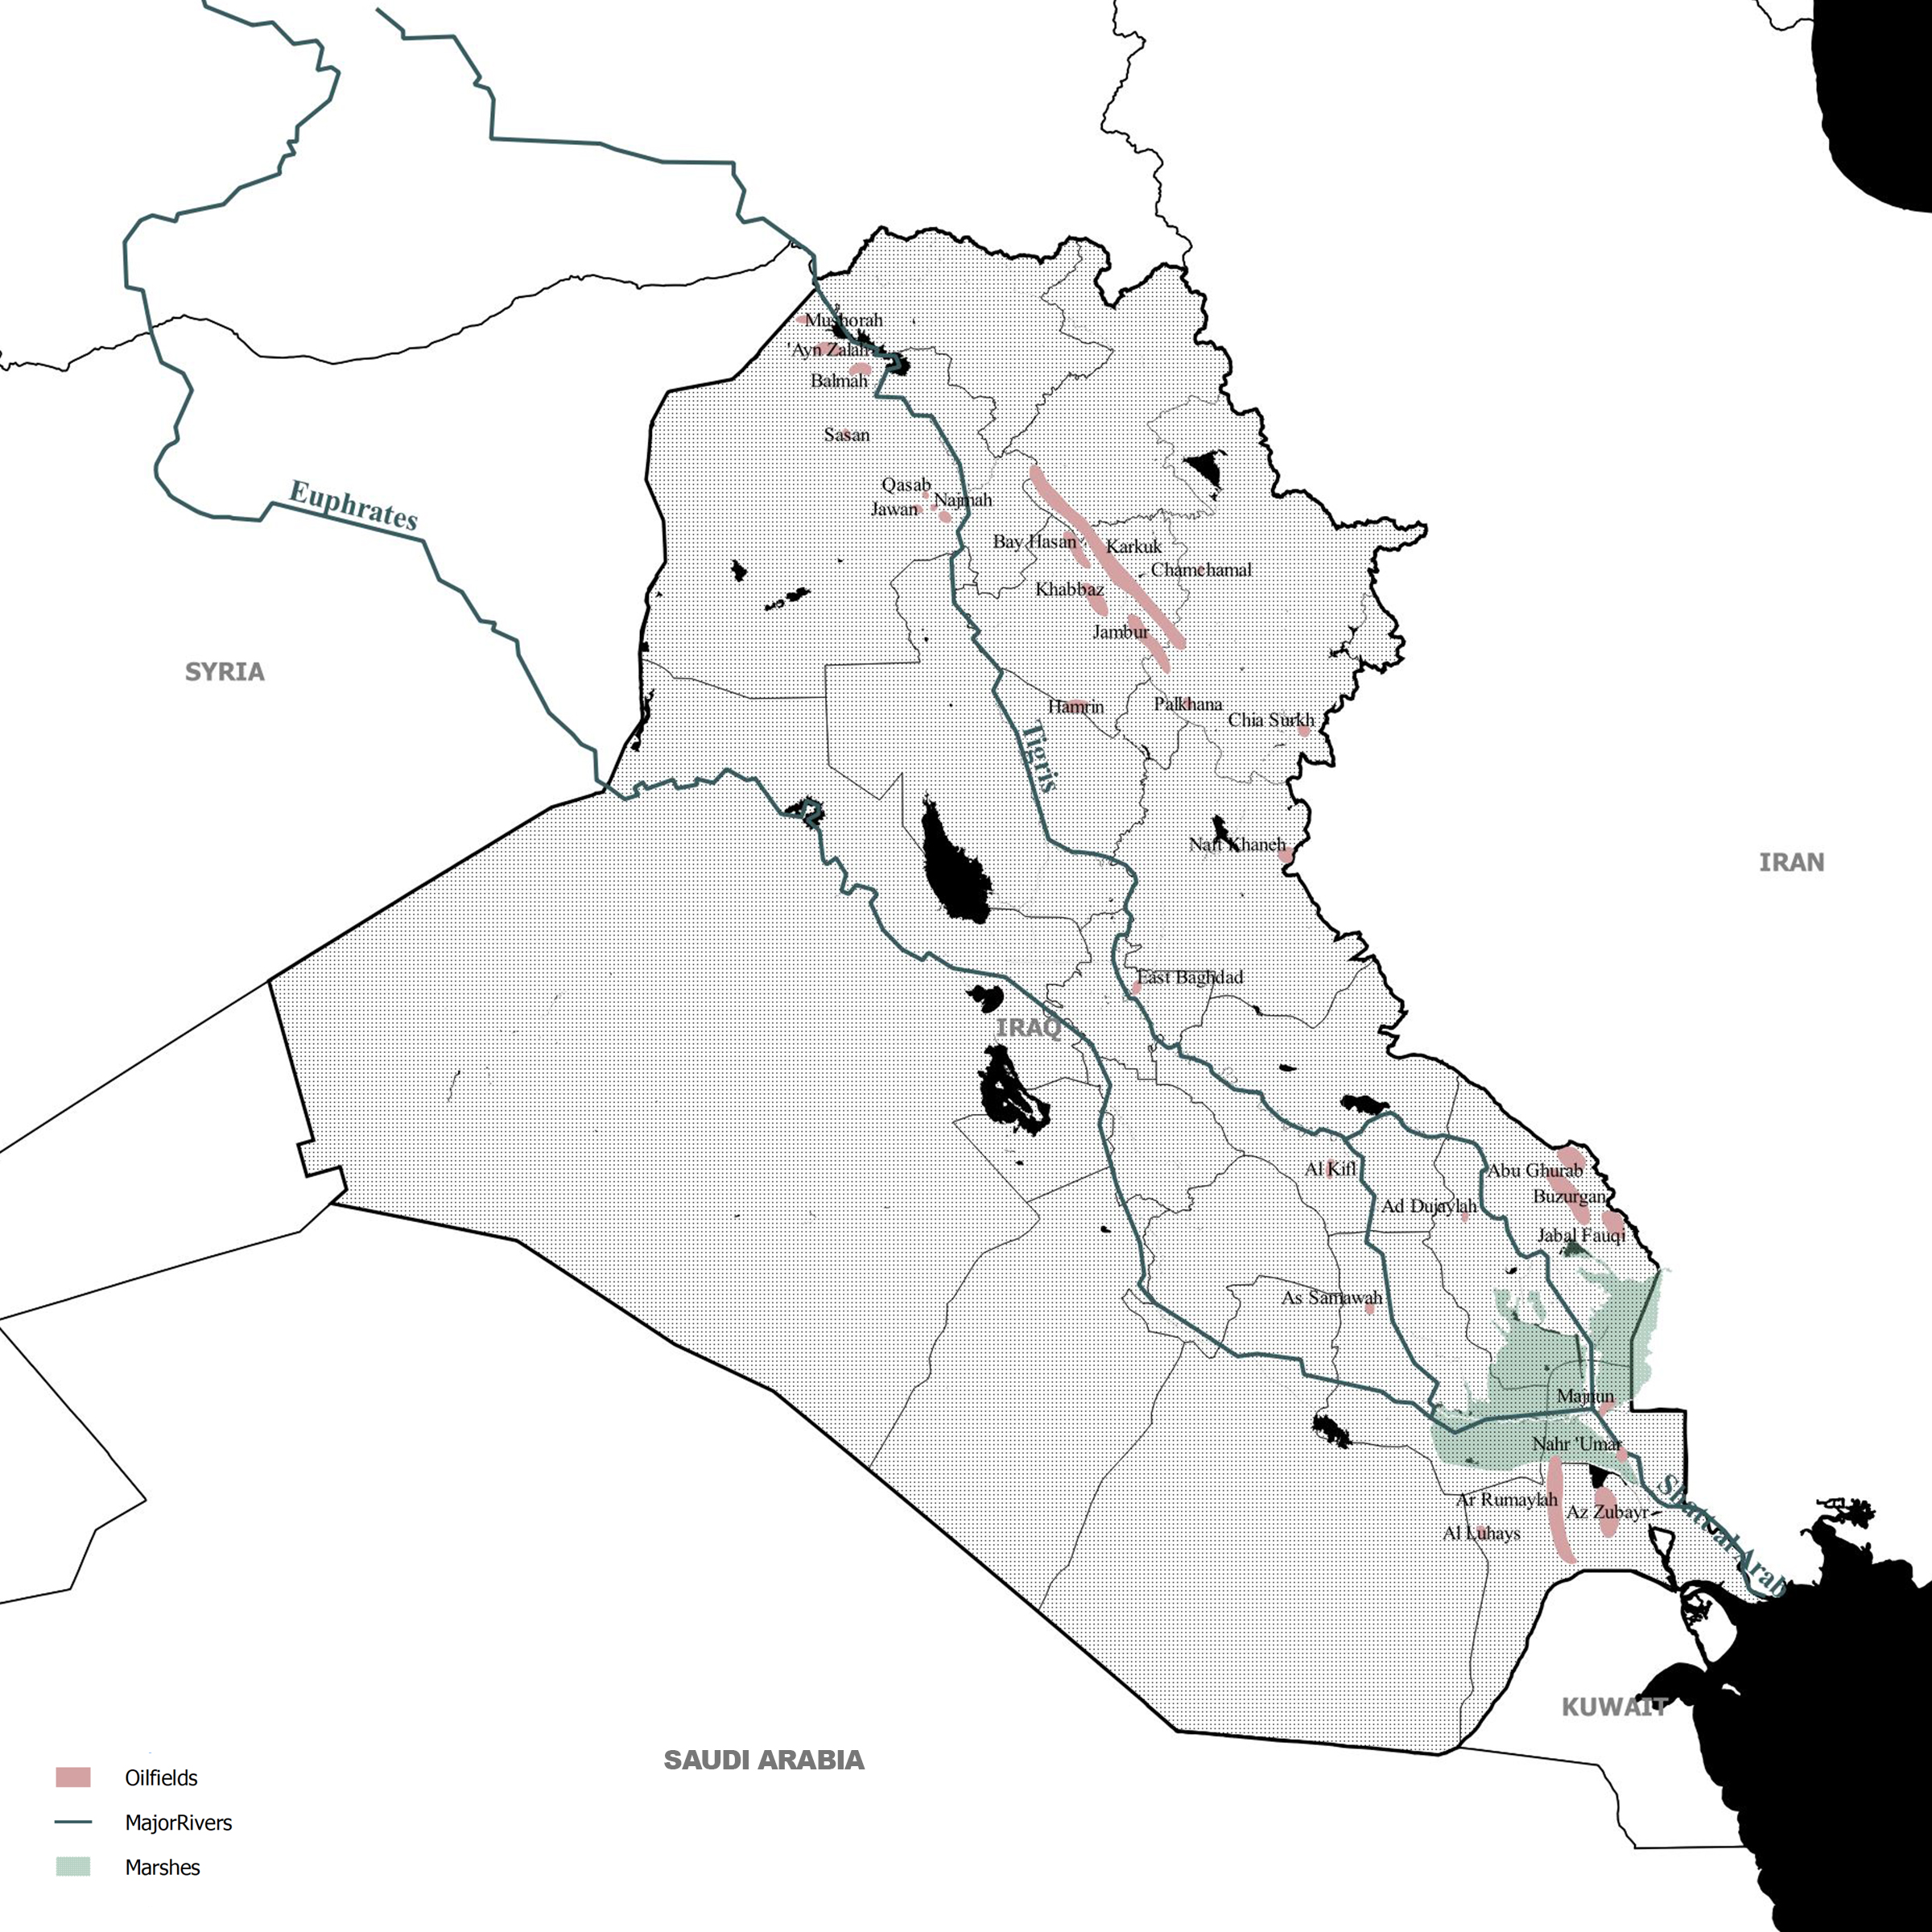 Mushorah
'Ayn Zalah
Balmah
Sasan
Qasab
Najmah
Jawan
Euphrates
Bay Hasan
Karkuk
Chamchamal
Khabbaz
Jambur
SYRIA
Hamrin
Palkhana
Chia Surkh
Tigris
Naft Khaneh
IRAN
East Baghdad
IRAQ
Al Kifl
Abu Ghurab
Buzurgan
Ad Dujaylah
Jabal Fauqi
As Samawah
Majnun
Nahr 'Umar
Ar Rumaylah
Az Zubayr
Al Luhays
Shatt al Arab
KUWAIT
SAUDI ARABIA
Oilfields
MajorRivers
Marshes